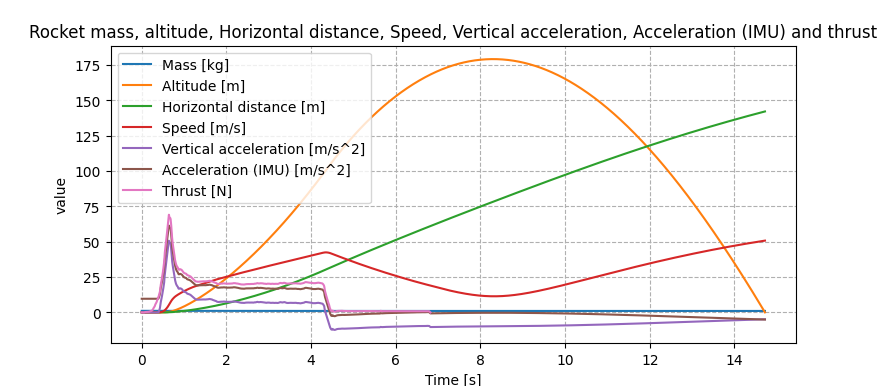 Rocket mass, altitude, Horizontal distance, Speed, Vertical acceleration, Acceleration (IMU) and thrust
175
150
125
100
75
50
25
0
value
Mass [kg]
Altitude [m]
Horizontal distance [m]
Speed [m/s]
Vertical acceleration [m/s^2]
Acceleration (IMU) [m/s^2]
Thrust [N]
0 2 4 6 8 10 12 14
Time [s]